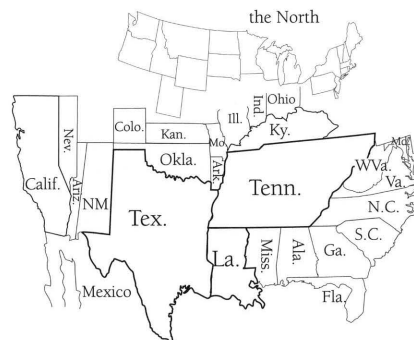 the North
Ohio
Ind.
Ill.
Colo.
Kan.
Mo
Ky.
Md.
Nev.
Okla.
Ark.
WVa.
Va.
Calif.
Ariz.
NM
Tenn.
N.C.
Tex.
S.C.
La.
Miss.
Ala.
Ga.
Mexico
Fla.